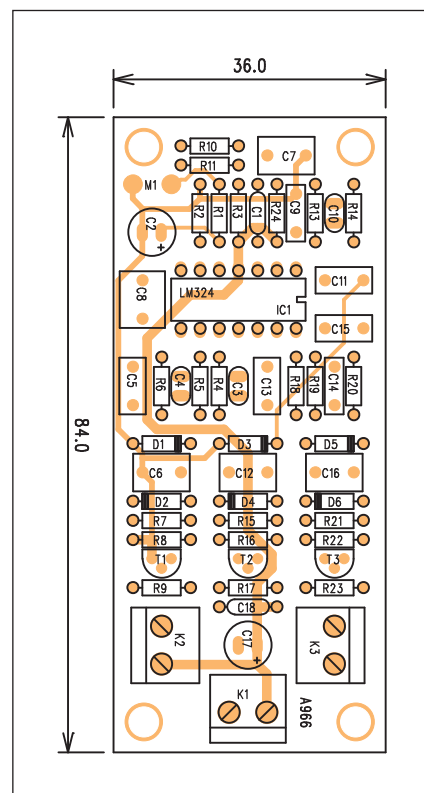 36.0
84.0
R10
R11
C7
M1
R2
R1
R3
C1
R24
C9
R13
C10
R14
C2
+
C8
LM324
IC1
C11
C15
C5
R6
C4
R5
R4
C3
C13
R18
R19
C14
R20
D1
D3
D5
C6
C12
C16
D2
D4
D6
R7
R15
R21
R8
R16
R22
T1
T2
T3
R9
R17
R23
C18
K2
C17
+
K3
K1
A966